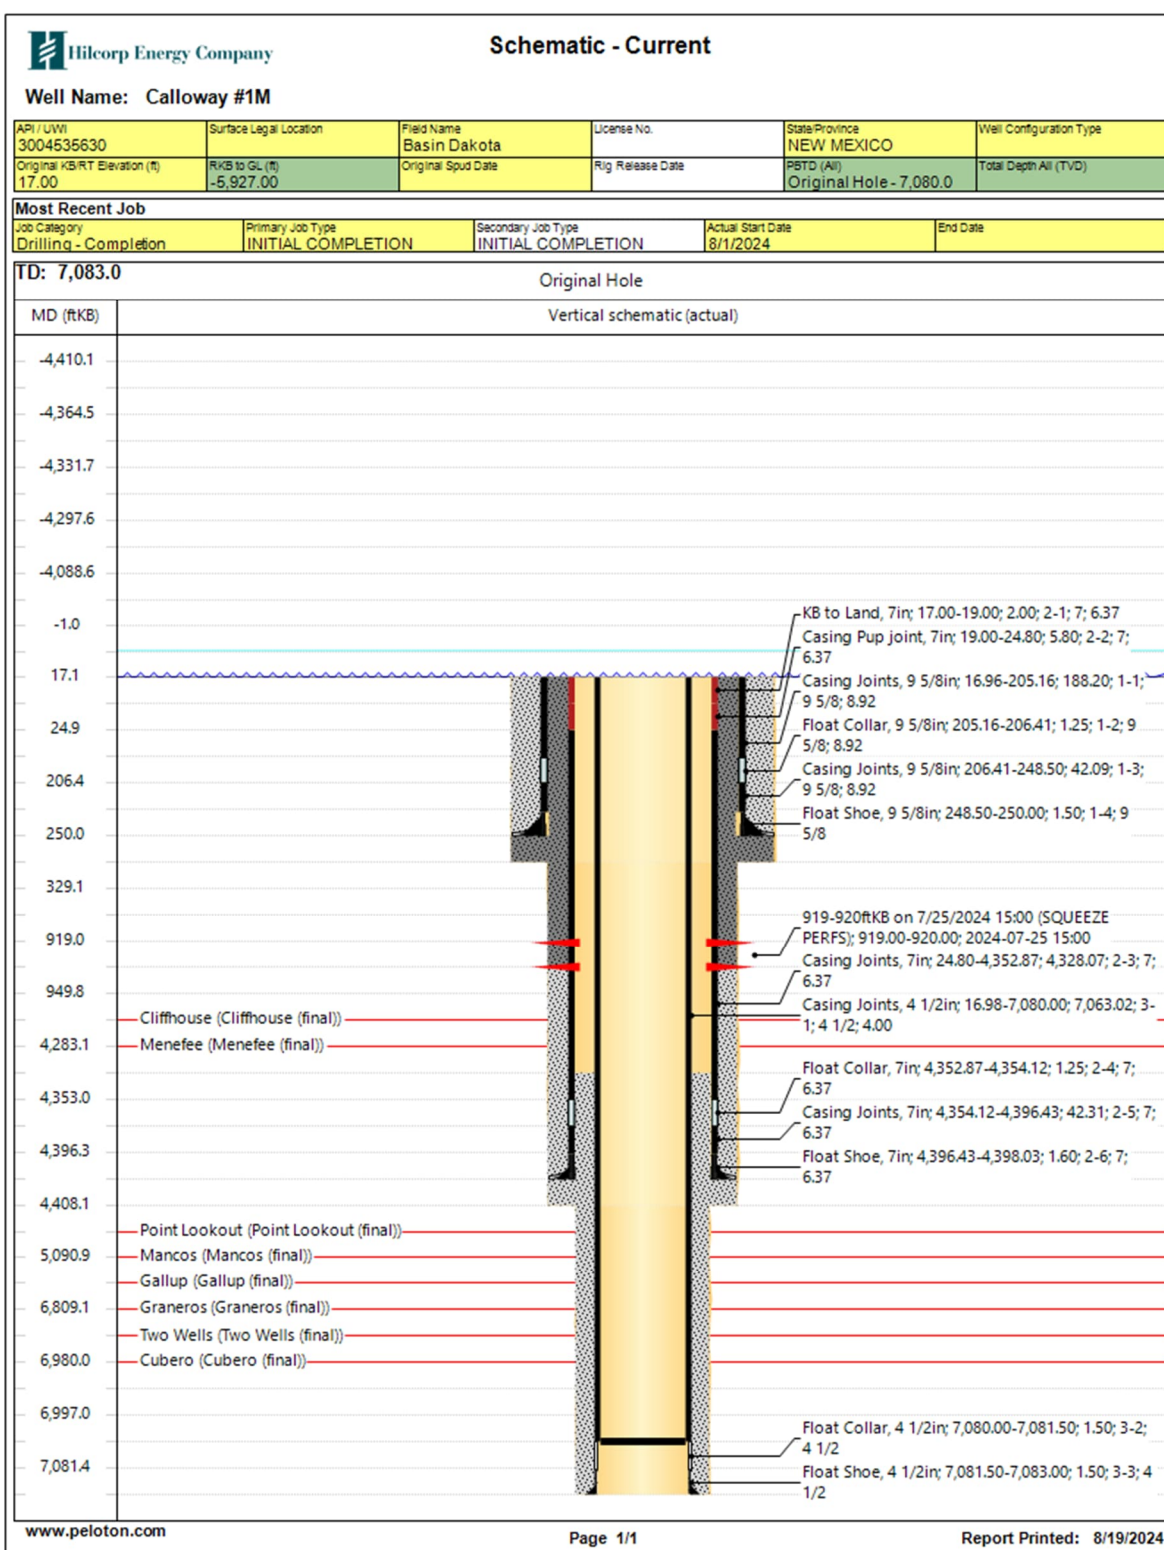 Hilcorp Energy Company
Schematic - Current
Well Name: Calloway #1M
API / UWI
3004535630
Surface Legal Location
Field Name
Basin Dakota
License No.
State/Province
NEW MEXICO
Well Configuration Type
Original KB/RT Elevation (ft)
17.00
RKB to GL (ft)
-5,927.00
Original Spud Date
Rig Release Date
PBTD (All)
Original Hole - 7,080.0
Total Depth All (TVD)
Most Recent Job
Job Category
Drilling - Completion
Primary Job Type
INITIAL COMPLETION
Secondary Job Type
INITIAL COMPLETION
Actual Start Date
8/1/2024
End Date
TD: 7,083.0
Original Hole
MD (ftKB)
Vertical schematic (actual)
-4,410.1
-4,364.5
-4,331.7
-4,297.6
-4,088.6
-1.0
17.1
24.9
206.4
250.0
329.1
919.0
949.8
4,283.1
4,353.0
4,396.3
4,408.1
5,090.9
6,809.1
6,980.0
6,997.0
7,081.4
Cliffhouse (Cliffhouse (final))
Menefee (Menefee (final))
Point Lookout (Point Lookout (final))
Mancos (Mancos (final))
Gallup (Gallup (final))
Graneros (Graneros (final))
Two Wells (Two Wells (final))
Cubero (Cubero (final))
KB to Land, 7in; 17.00-19.00; 2.00; 2-1; 7; 6.37
Casing Pup joint, 7in; 19.00-24.80; 5.80; 2-2; 7;
6.37
Casing Joints, 9 5/8in; 16.96-205.16; 188.20; 1-1;
9 5/8; 8.92
Float Collar, 9 5/8in; 205.16-206.41; 1.25; 1-2; 9
5/8; 8.92
Casing Joints, 9 5/8in; 206.41-248.50; 42.09; 1-3;
9 5/8; 8.92
Float Shoe, 9 5/8in; 248.50-250.00; 1.50; 1-4; 9
5/8
919-920ftKB on 7/25/2024 15:00 (SQUEEZE
PERFS); 919.00-920.00; 2024-07-25 15:00
Casing Joints, 7in; 24.80-4,352.87; 4,328.07; 2-3; 7;
6.37
Casing Joints, 4 1/2in; 16.98-7,080.00; 7,063.02; 3-
1; 4 1/2; 4.00
Float Collar, 7in; 4,352.87-4,354.12; 1.25; 2-4; 7;
6.37
Casing Joints, 7in; 4,354.12-4,396.43; 42.31; 2-5; 7;
6.37
Float Shoe, 7in; 4,396.43-4,398.03; 1.60; 2-6; 7;
6.37
Float Collar, 4 1/2in; 7,080.00-7,081.50; 1.50; 3-2;
4 1/2
Float Shoe, 4 1/2in; 7,081.50-7,083.00; 1.50; 3-3; 4
1/2
www.peloton.com
Page 1/1
Report Printed: 8/19/2024